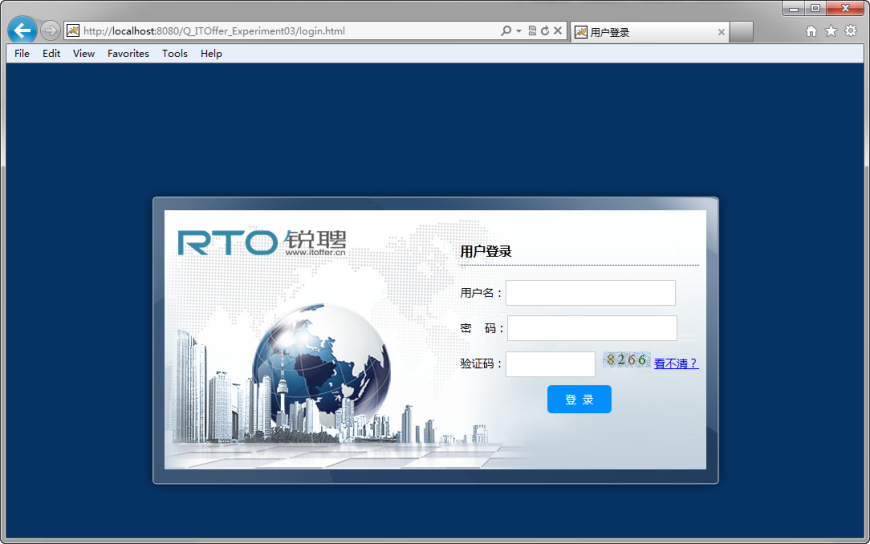 http://localhost:8080/Q_ITOffer_Experiment03/login.html
用户登录
File Edit View Favorites Tools Help
RTO 锐聘
www.itoffer.cn
用户登录
用户名：
密 码：
验证码： 8266 看不清？
登 录